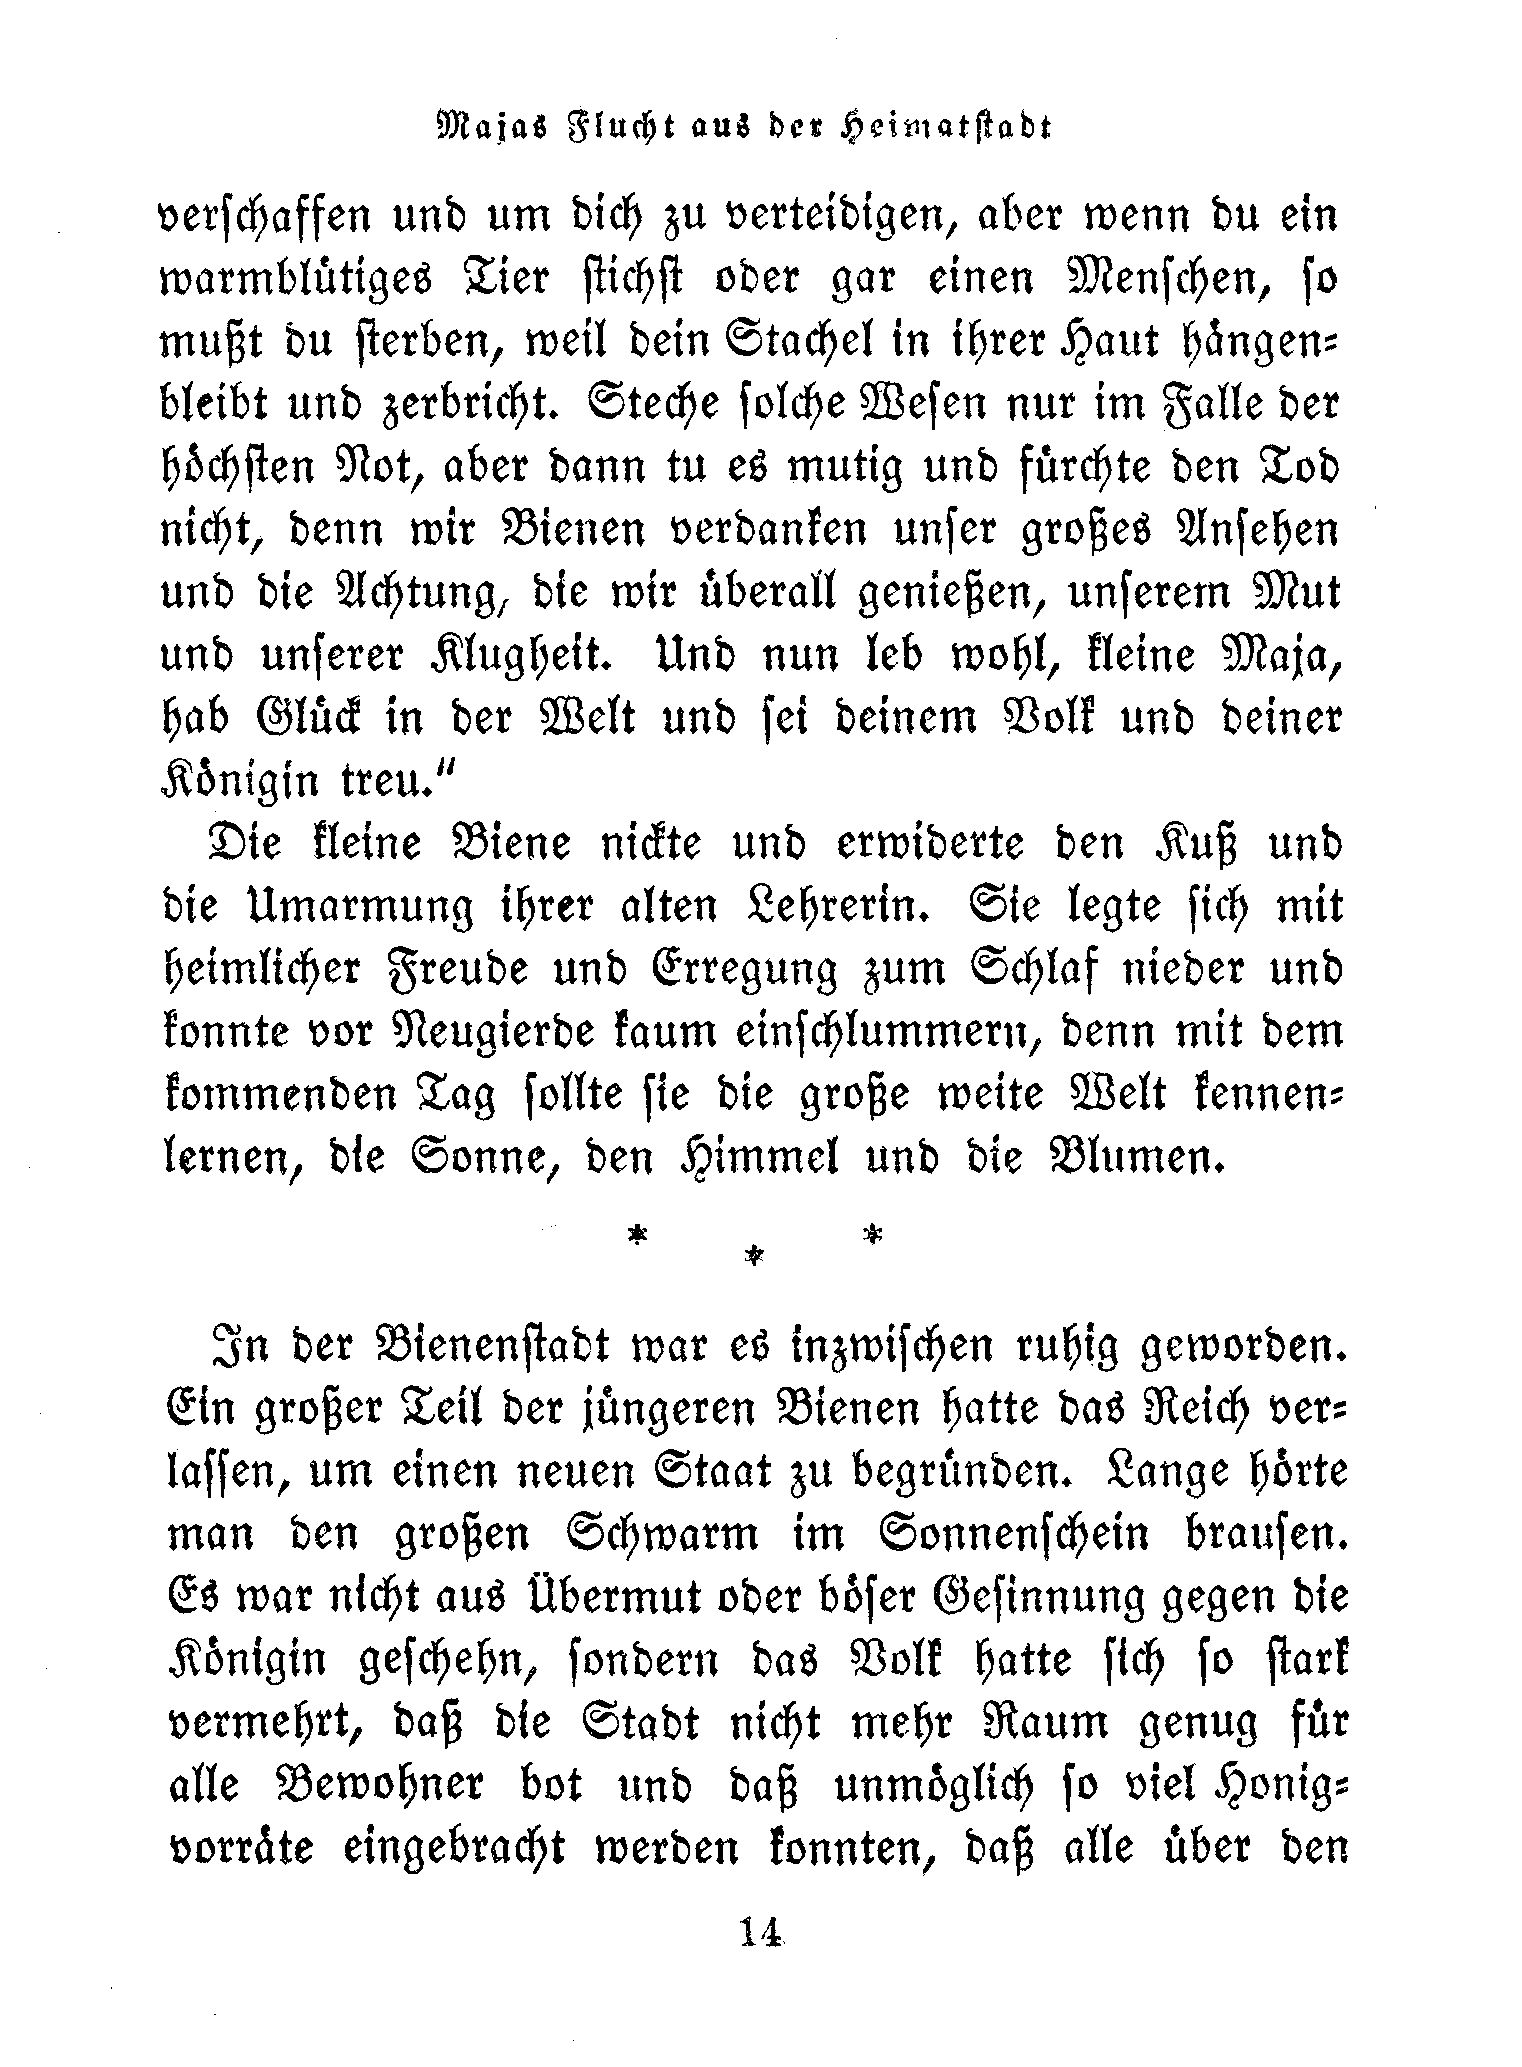 Majas Flucht aus der Heimatstadt
verschaffen und um dich zu verteidigen, aber wenn du ein
warmblütiges Tier stichst oder gar einen Menschen, so
mußt du sterben, weil dein Stachel in ihrer Haut hängen-
bleibt und zerbricht. Steche solche Wesen nur im Falle der
höchsten Not, aber dann tu es mutig und fürchte den Tod
nicht, denn wir Bienen verdanken unser großes Ansehen
und die Achtung, die wir überall genießen, unserem Mut
und unserer Klugheit. Und nun leb wohl, kleine Maja,
hab Glück in der Welt und sei deinem Volk und deiner
Königin treu.“
Die kleine Biene nickte und erwiderte den Kuß und
die Umarmung ihrer alten Lehrerin. Sie legte sich mit
heimlicher Freude und Erregung zum Schlaf nieder und
konnte vor Neugierde kaum einschlummern, denn mit dem
kommenden Tag sollte sie die große weite Welt kennen-
lernen, die Sonne, den Himmel und die Blumen.
* * *
In der Bienenstadt war es inzwischen ruhig geworden.
Ein großer Teil der jüngeren Bienen hatte das Reich ver-
lassen, um einen neuen Staat zu begründen. Lange hörte
man den großen Schwarm im Sonnenschein brausen.
Es war nicht aus Übermut oder böser Gesinnung gegen die
Königin geschehn, sondern das Volk hatte sich so stark
vermehrt, daß die Stadt nicht mehr Raum genug für
alle Bewohner bot und daß unmöglich so viel Honig-
vorräte eingebracht werden konnten, daß alle über den
14